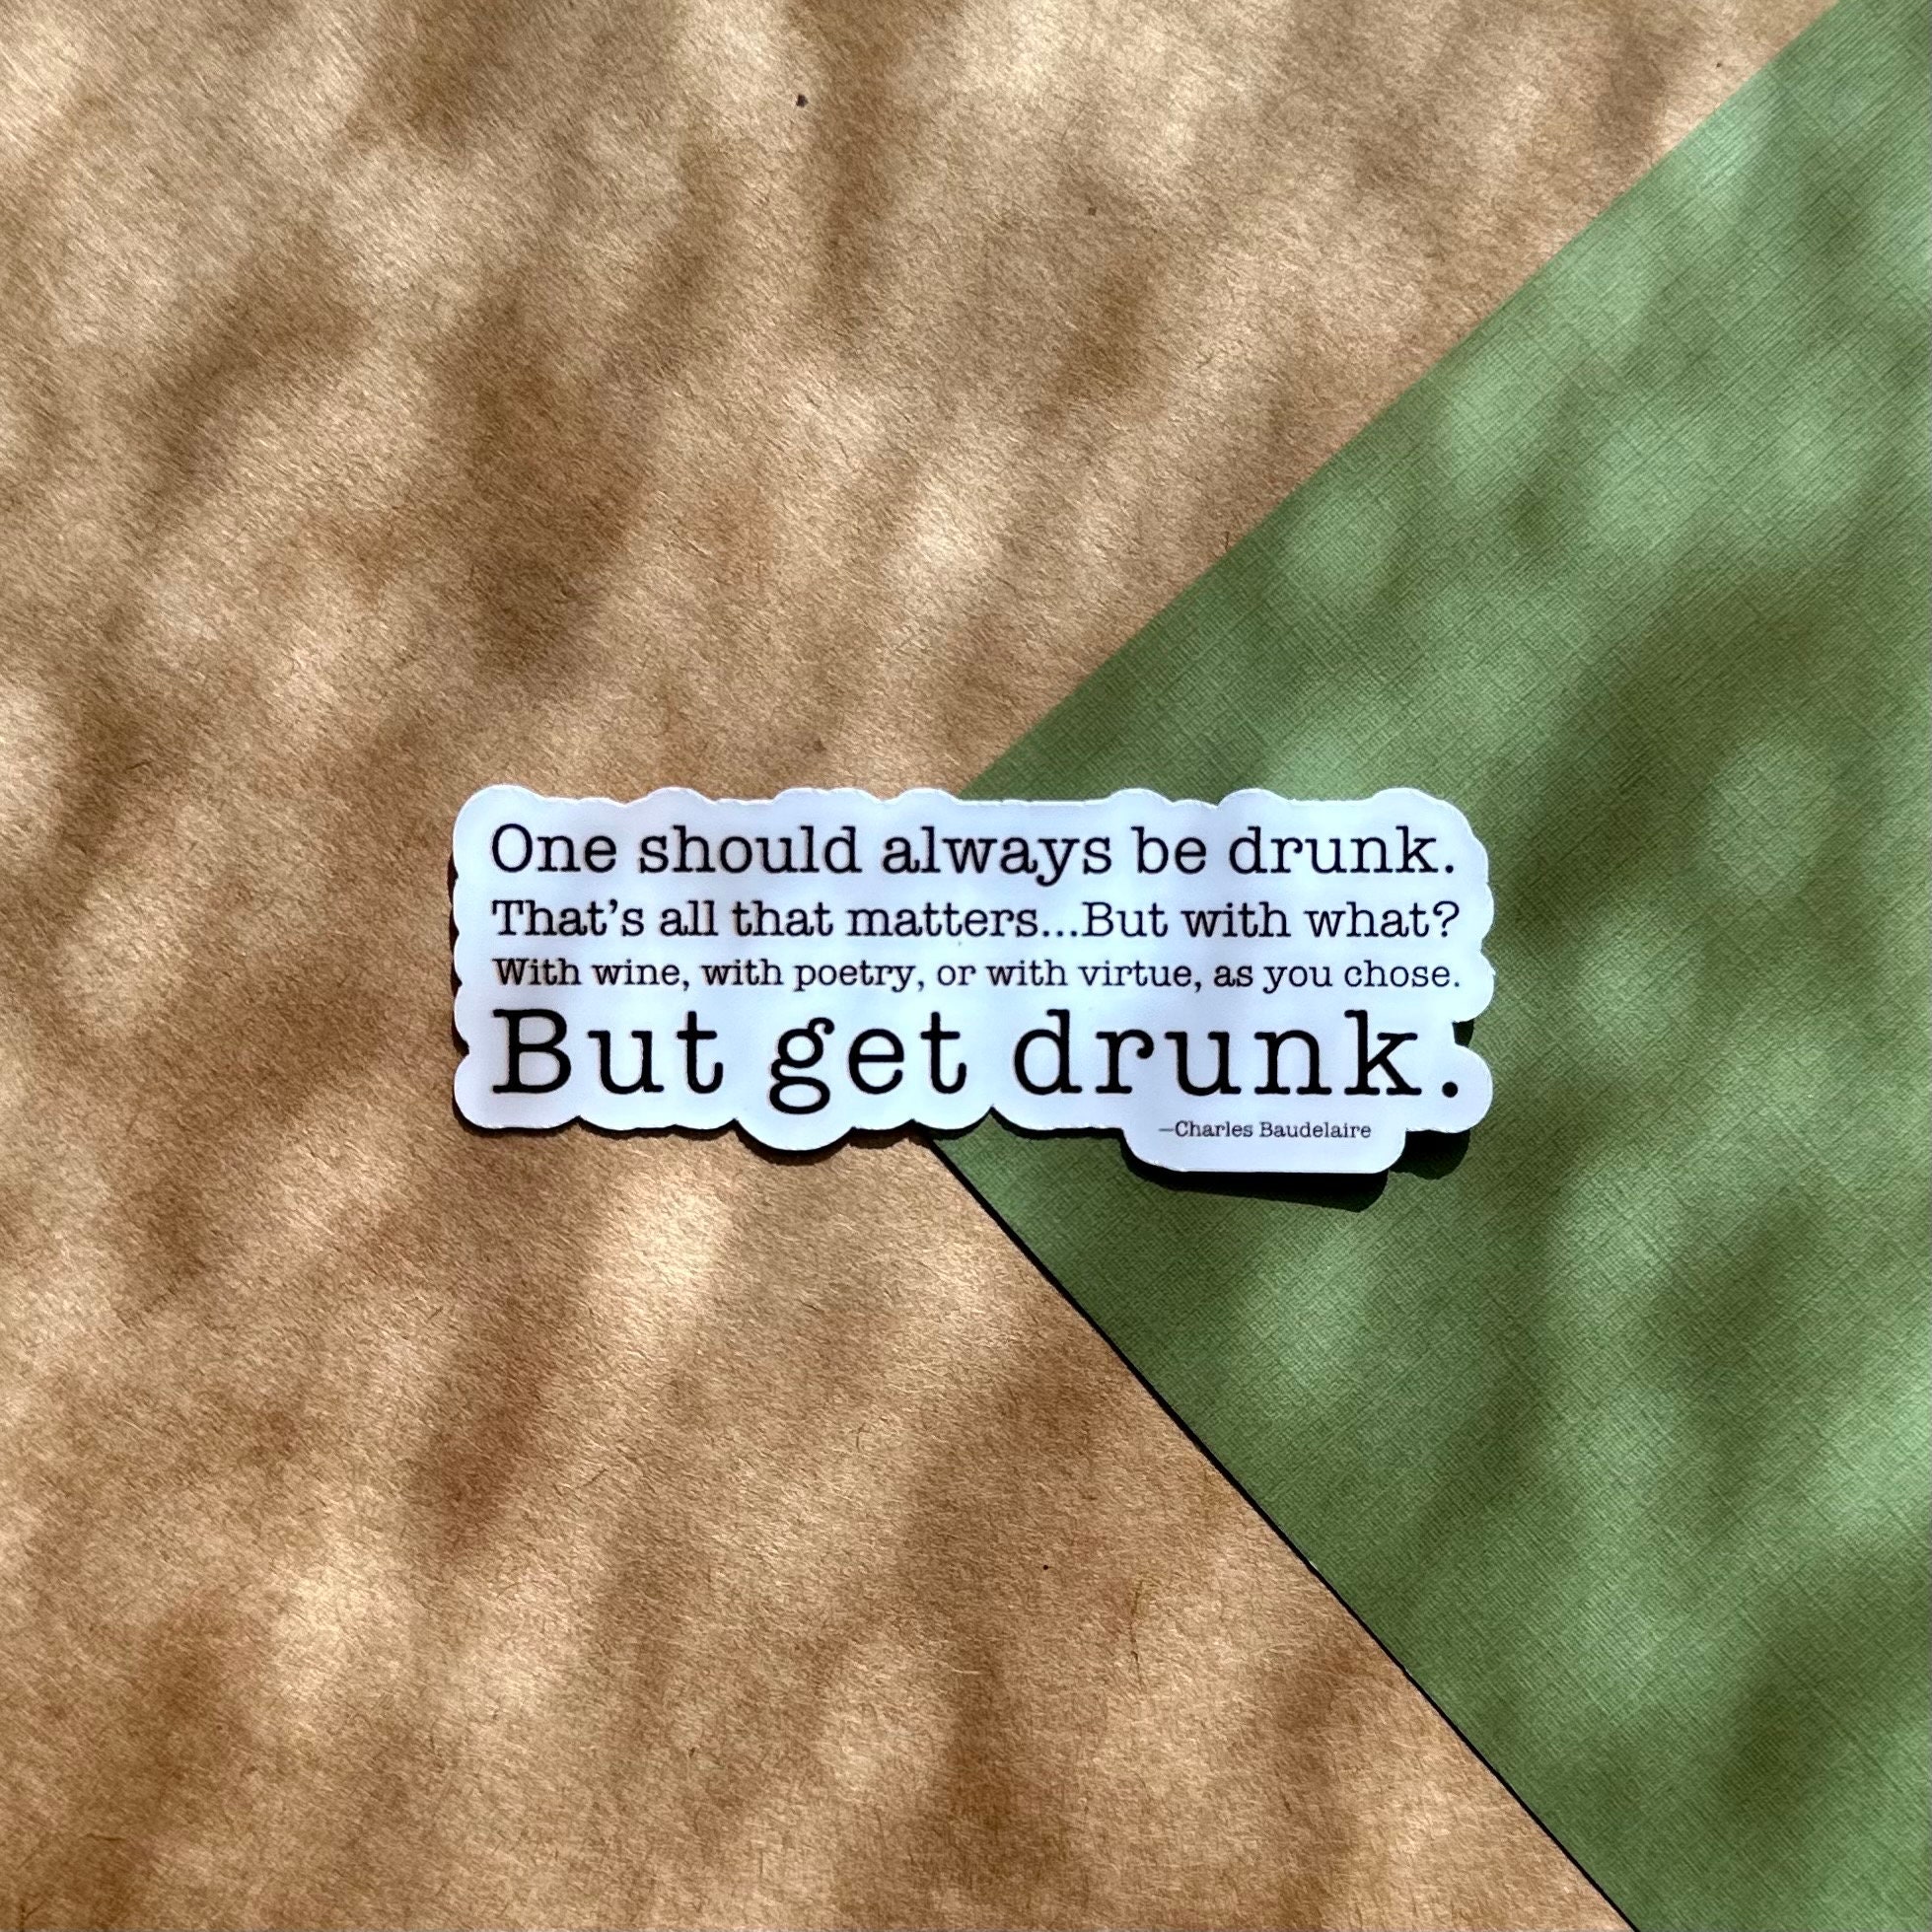 One should always be drunk.
That's all that matters...But with what?
With wine, with poetry, or with virtue, as you chose.
But get drunk.
—Charles Baudelaire